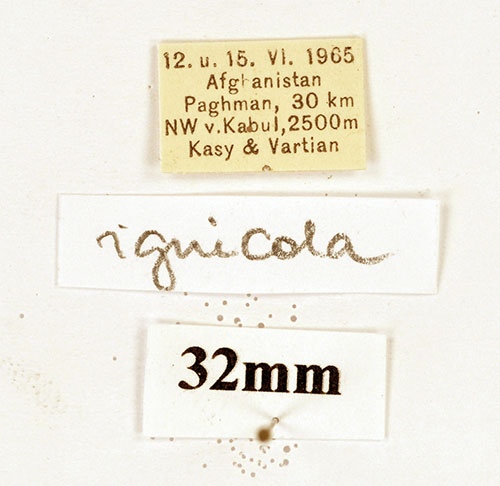 12. u. 15. VI. 1965
Afghanistan
Paghman, 30 km
NW v. Kabul, 2500m
Kasy & Vartian
ignicola
32mm